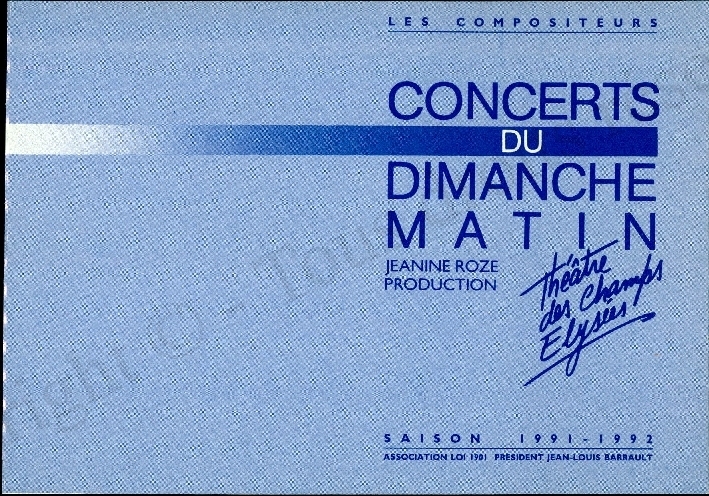 LES COMPOSITEURS
CONCERTS
DU
DIMANCHE
MATIN
JEANINE ROZE
PRODUCTION
Théâtre
des Champs
Elysées
SAISON 1991-1992
ASSOCIATION LOI 1901 PRESIDENT JEAN-LOUIS BARRAULT